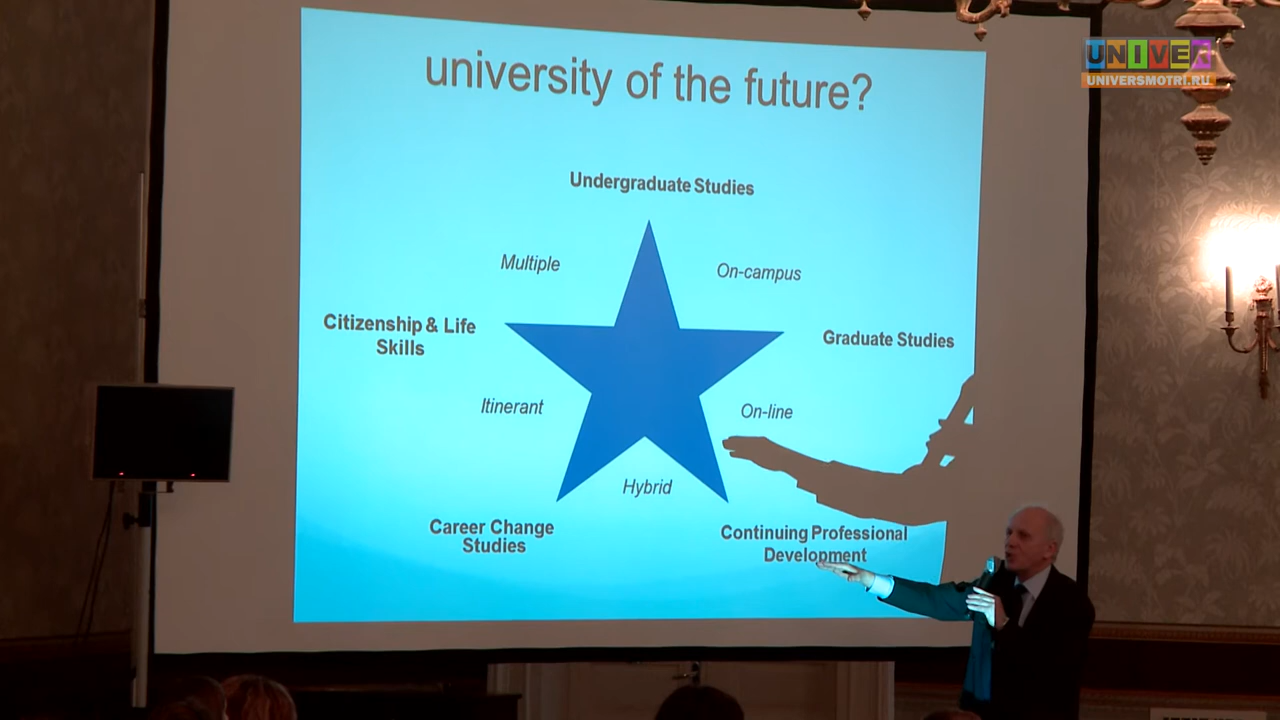 university of the future?
UNIVER
UNIVERSMOTRI.RU
Undergraduate Studies
Multiple
On-campus
Citizenship & Life
Skills
Graduate Studies
Itinerant
On-line
Hybrid
Career Change
Studies
Continuing Professional
Development